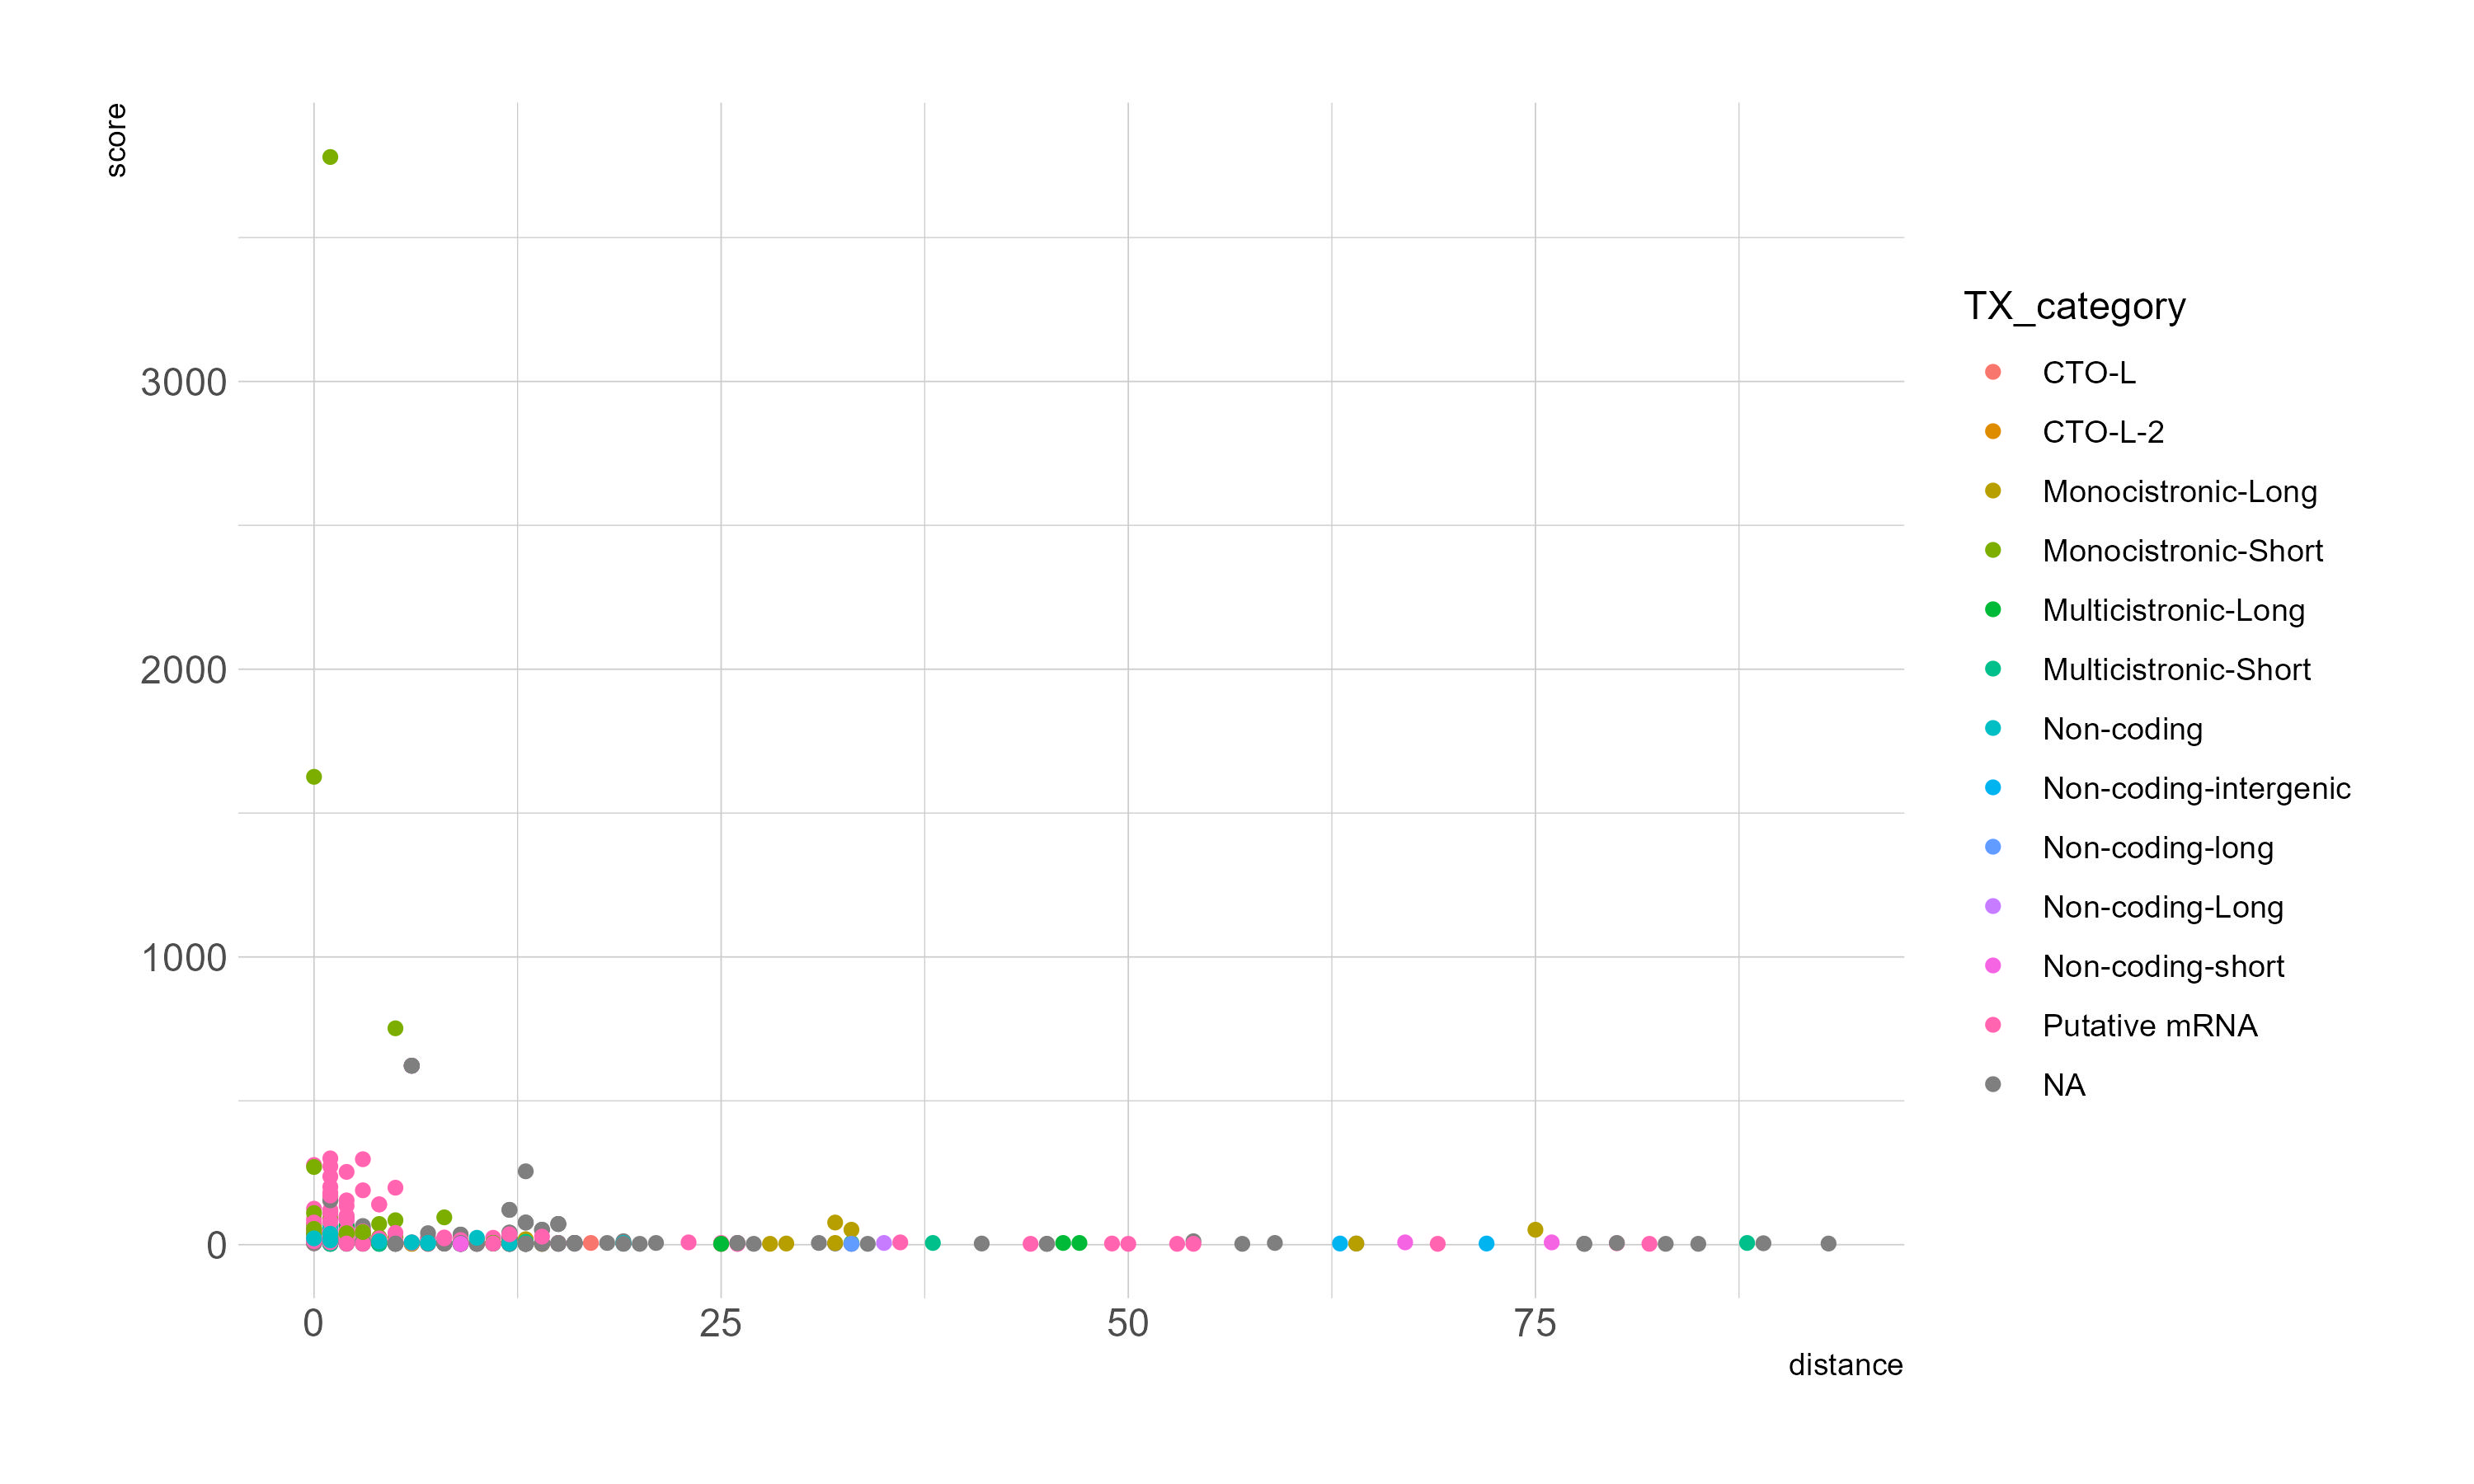 score
3000
2000
1000
0
0
25
50
75
distance
TX_category
CTO-L
CTO-L-2
Monocistronic-Long
Monocistronic-Short
Multicistronic-Long
Multicistronic-Short
Non-coding
Non-coding-intergenic
Non-coding-long
Non-coding-Long
Non-coding-short
Putative mRNA
NA